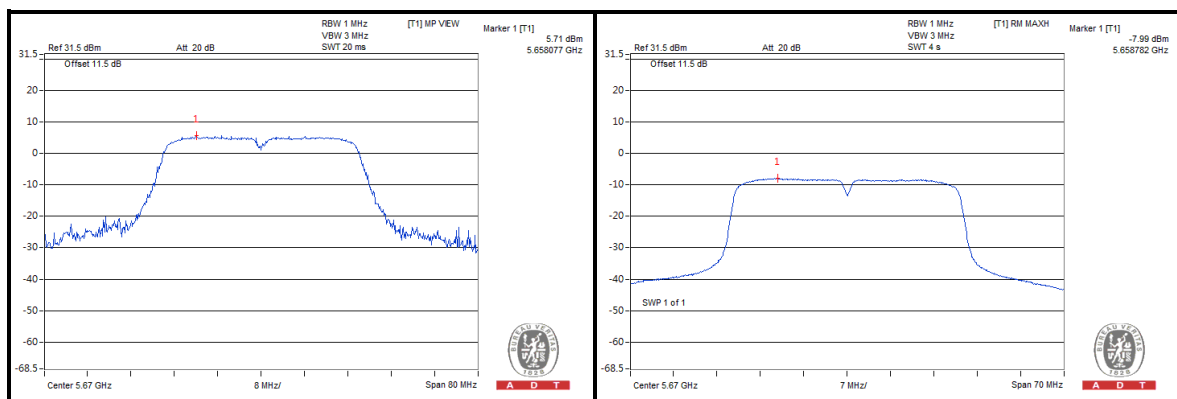 RBW 1 MHz [T1] MP VIEW Marker 1 [T1]
VBW 3 MHz 5.71 dBm
Ref 31.5 dBm Att 20 dB SWT 20 ms 5.658077 GHz
31.5
Offset 11.5 dB
20
10
1
0
-10
-20
-30
-40
-50
-60
-68.5
Center 5.67 GHz 8 MHz/ Span 80 MHz
BUREAU VERITAS
1828
A D T
RBW 1 MHz [T1] RM MAXH Marker 1 [T1]
VBW 3 MHz -7.99 dBm
Ref 31.5 dBm Att 20 dB SWT 4 s 5.658782 GHz
31.5
Offset 11.5 dB
20
10
0
1
-10
-20
-30
-40
SWP 1 of 1
-50
-60
-68.5
Center 5.67 GHz 7 MHz/ Span 70 MHz
BUREAU VERITAS
1828
A D T